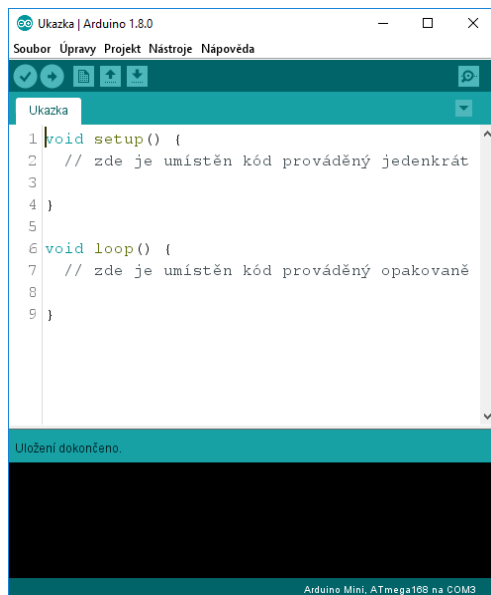 Ukazka | Arduino 1.8.0
Soubor Úpravy Projekt Nástroje Nápověda
Ukazka
1 void setup() {
2 // zde je umístěn kód prováděný jedenkrát
3
4 }
5
6 void loop() {
7 // zde je umístěn kód prováděný opakovaně
8
9 }
Uložení dokončeno.
Arduino Mini, ATmega168 na COM3